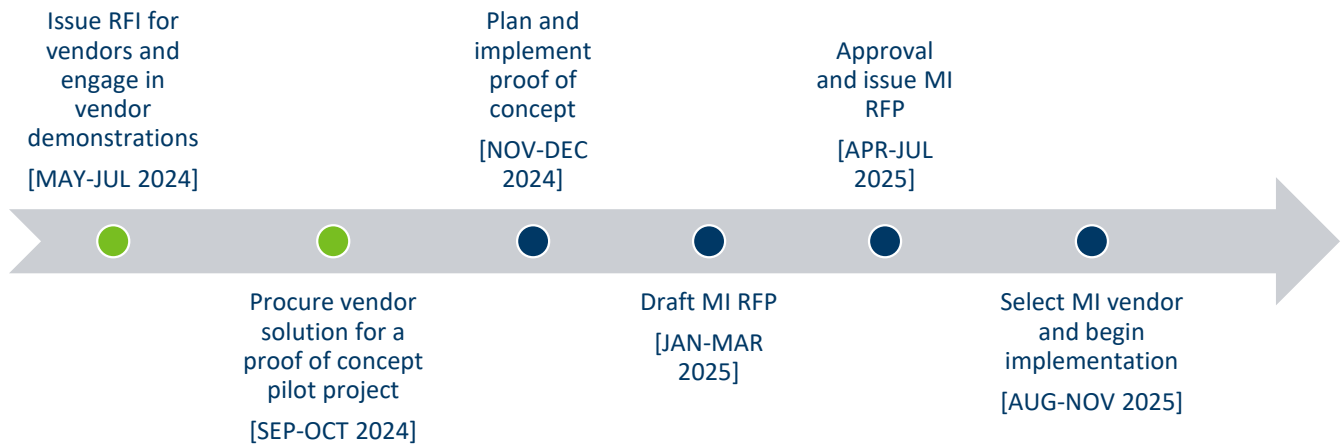 Issue RFI for
vendors and
engage in
vendor
demonstrations
[MAY-JUL 2024]
Procure vendor
solution for a
proof of concept
pilot project
[SEP-OCT 2024]
Plan and
implement
proof of
concept
[NOV-DEC
2024]
Draft MI RFP
[JAN-MAR
2025]
Approval
and issue MI
RFP
[APR-JUL
2025]
Select MI vendor
and begin
implementation
[AUG-NOV 2025]